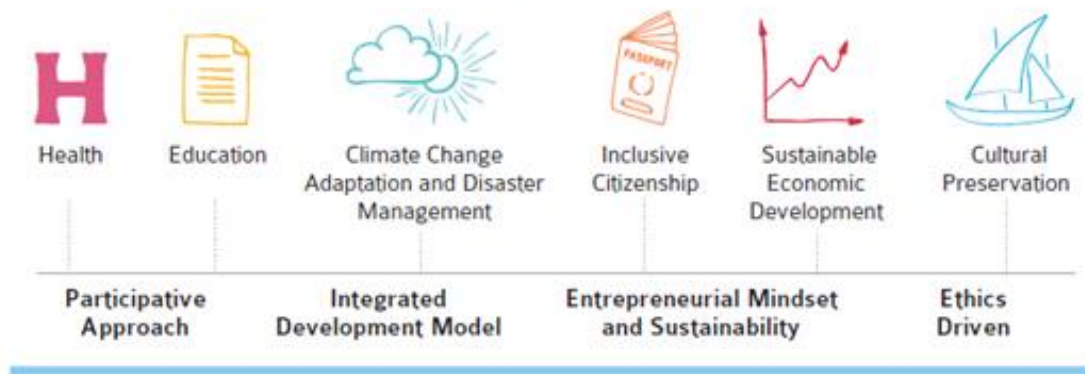 H
Health
Education
Climate Change
Adaptation and Disaster
Management
PASSPORT
Inclusive
Citizenship
Sustainable
Economic
Development
Cultural
Preservation
Participative
Approach
Integrated
Development Model
Entrepreneurial Mindset
and Sustainability
Ethics
Driven